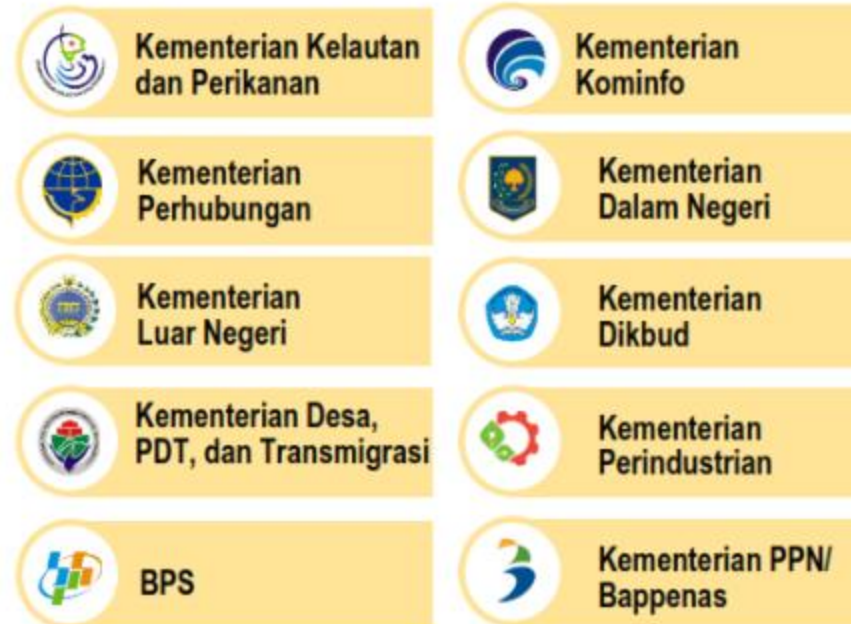 Kementerian Kelautan
dan Perikanan
Kementerian
Kominfo
Kementerian
Perhubungan
Kementerian
Dalam Negeri
Kementerian
Luar Negeri
Kementerian
Dikbud
Kementerian Desa,
PDT, dan Transmigrasi
Kementerian
Perindustrian
BPS
Kementerian PPN/
Bappenas